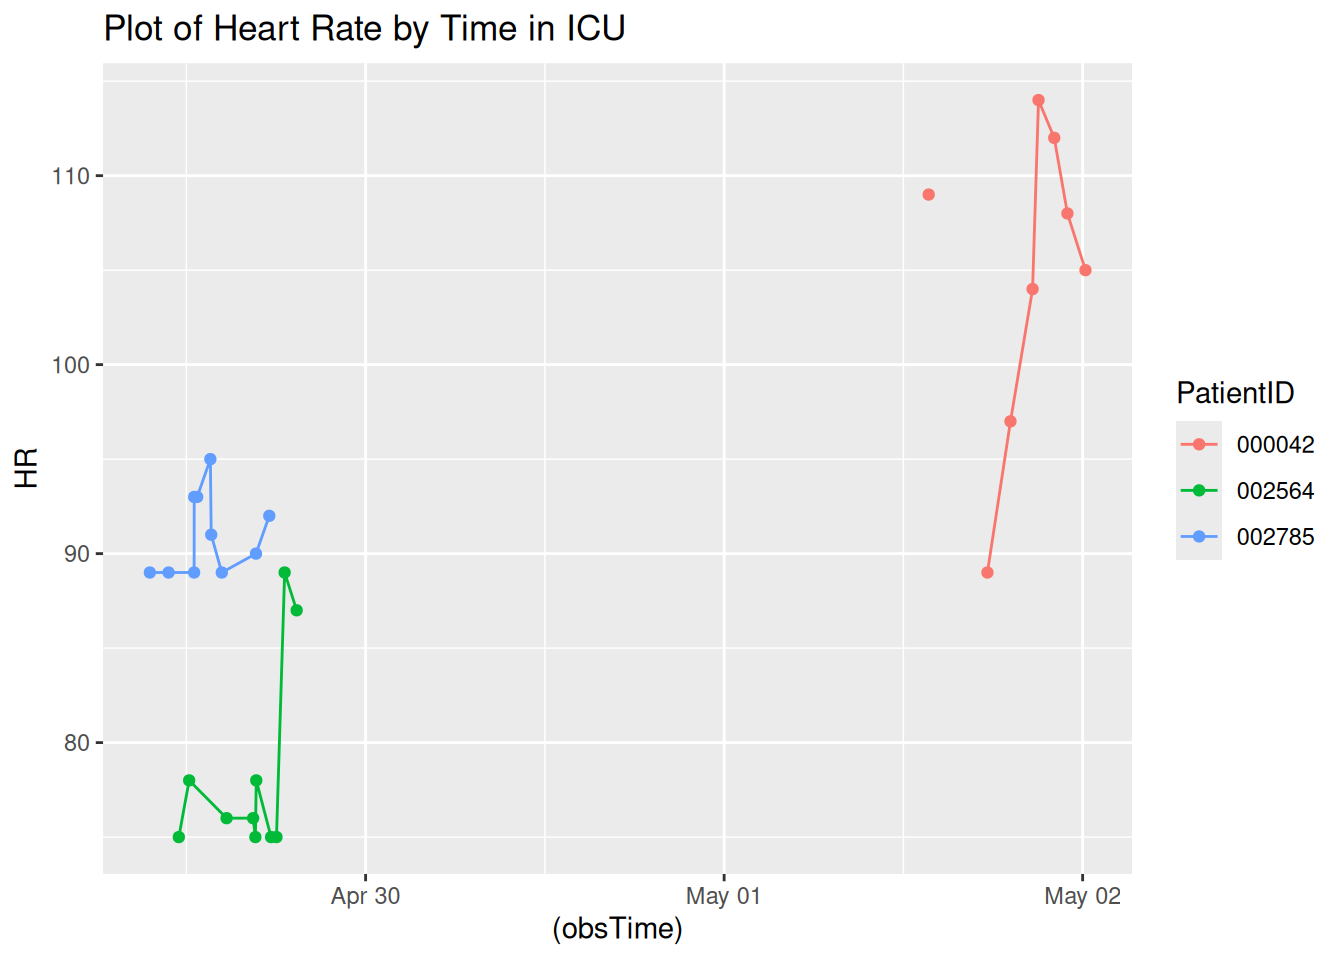 Plot of Heart Rate by Time in ICU
110
100
90
80
HR
Apr 30
May 01
May 02
(obsTime)
PatientID
000042
002564
002785